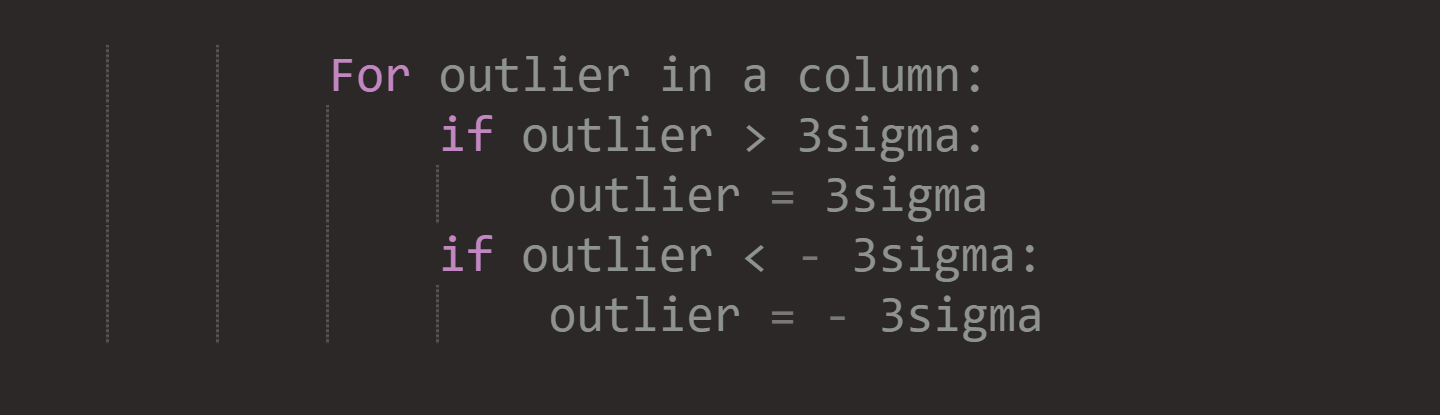 For outlier in a column:
if outlier > 3sigma:
outlier = 3sigma
if outlier < - 3sigma:
outlier = - 3sigma